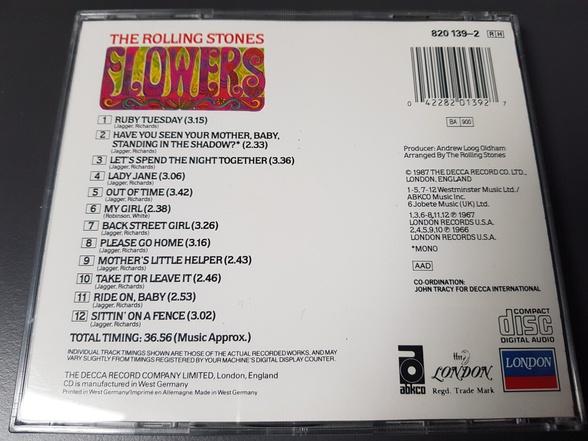 THE ROLLING STONES
FLOWERS
1 RUBY TUESDAY (3.15)
(Jagger, Richards)
2 HAVE YOU SEEN YOUR MOTHER, BABY,
STANDING IN THE SHADOW?* (2.33)
(Jagger, Richards)
3 LET'S SPEND THE NIGHT TOGETHER (3.36)
(Jagger, Richards)
4 LADY JANE (3.06)
(Jagger, Richards)
5 OUT OF TIME (3.42)
(Jagger, Richards)
6 MY GIRL (2.38)
(Robinson, White)
7 BACK STREET GIRL (3.26)
(Jagger, Richards)
8 PLEASE GO HOME (3.16)
(Jagger, Richards)
9 MOTHER'S LITTLE HELPER (2.43)
(Jagger, Richards)
10 TAKE IT OR LEAVE IT (2.46)
(Jagger, Richards)
11 RIDE ON, BABY (2.53)
(Jagger, Richards)
12 SITTIN' ON A FENCE (3.02)
(Jagger, Richards)
TOTAL TIMING: 36.56 (Music Approx.)
INDIVIDUAL TRACK TIMINGS SHOWN ARE THOSE OF THE ACTUAL RECORDED WORKS, AND MAY
VARY SLIGHTLY FROM TIMINGS REGISTERED BY YOUR MACHINE'S DIGITAL DISPLAY COUNTER.
THE DECCA RECORD COMPANY LIMITED, London, England
CD is manufactured in West Germany
Printed in West Germany/Imprimé en Allemagne. Made in West Germany
820 139-2 RH
0 42282 01392 7
BA 900
Producer: Andrew Loog Oldham
Arranged By The Rolling Stones
© 1987 THE DECCA RECORD CO. LTD.,
LONDON, ENGLAND
1-5, 7-12 Westminster Music Ltd./
ABKCO Music Inc.
6 Jobete Music (UK) Ltd.
1,3,6-8,11,12 ℗ 1967
LONDON RECORDS U.S.A.
2,4,5,9,10 ℗ 1966
LONDON RECORDS U.S.A.
*MONO
AAD
CO-ORDINATION:
JOHN TRACY FOR DECCA INTERNATIONAL
COMPACT
disc
DIGITAL AUDIO
abkco
LONDON
Regd. Trade Mark
LONDON